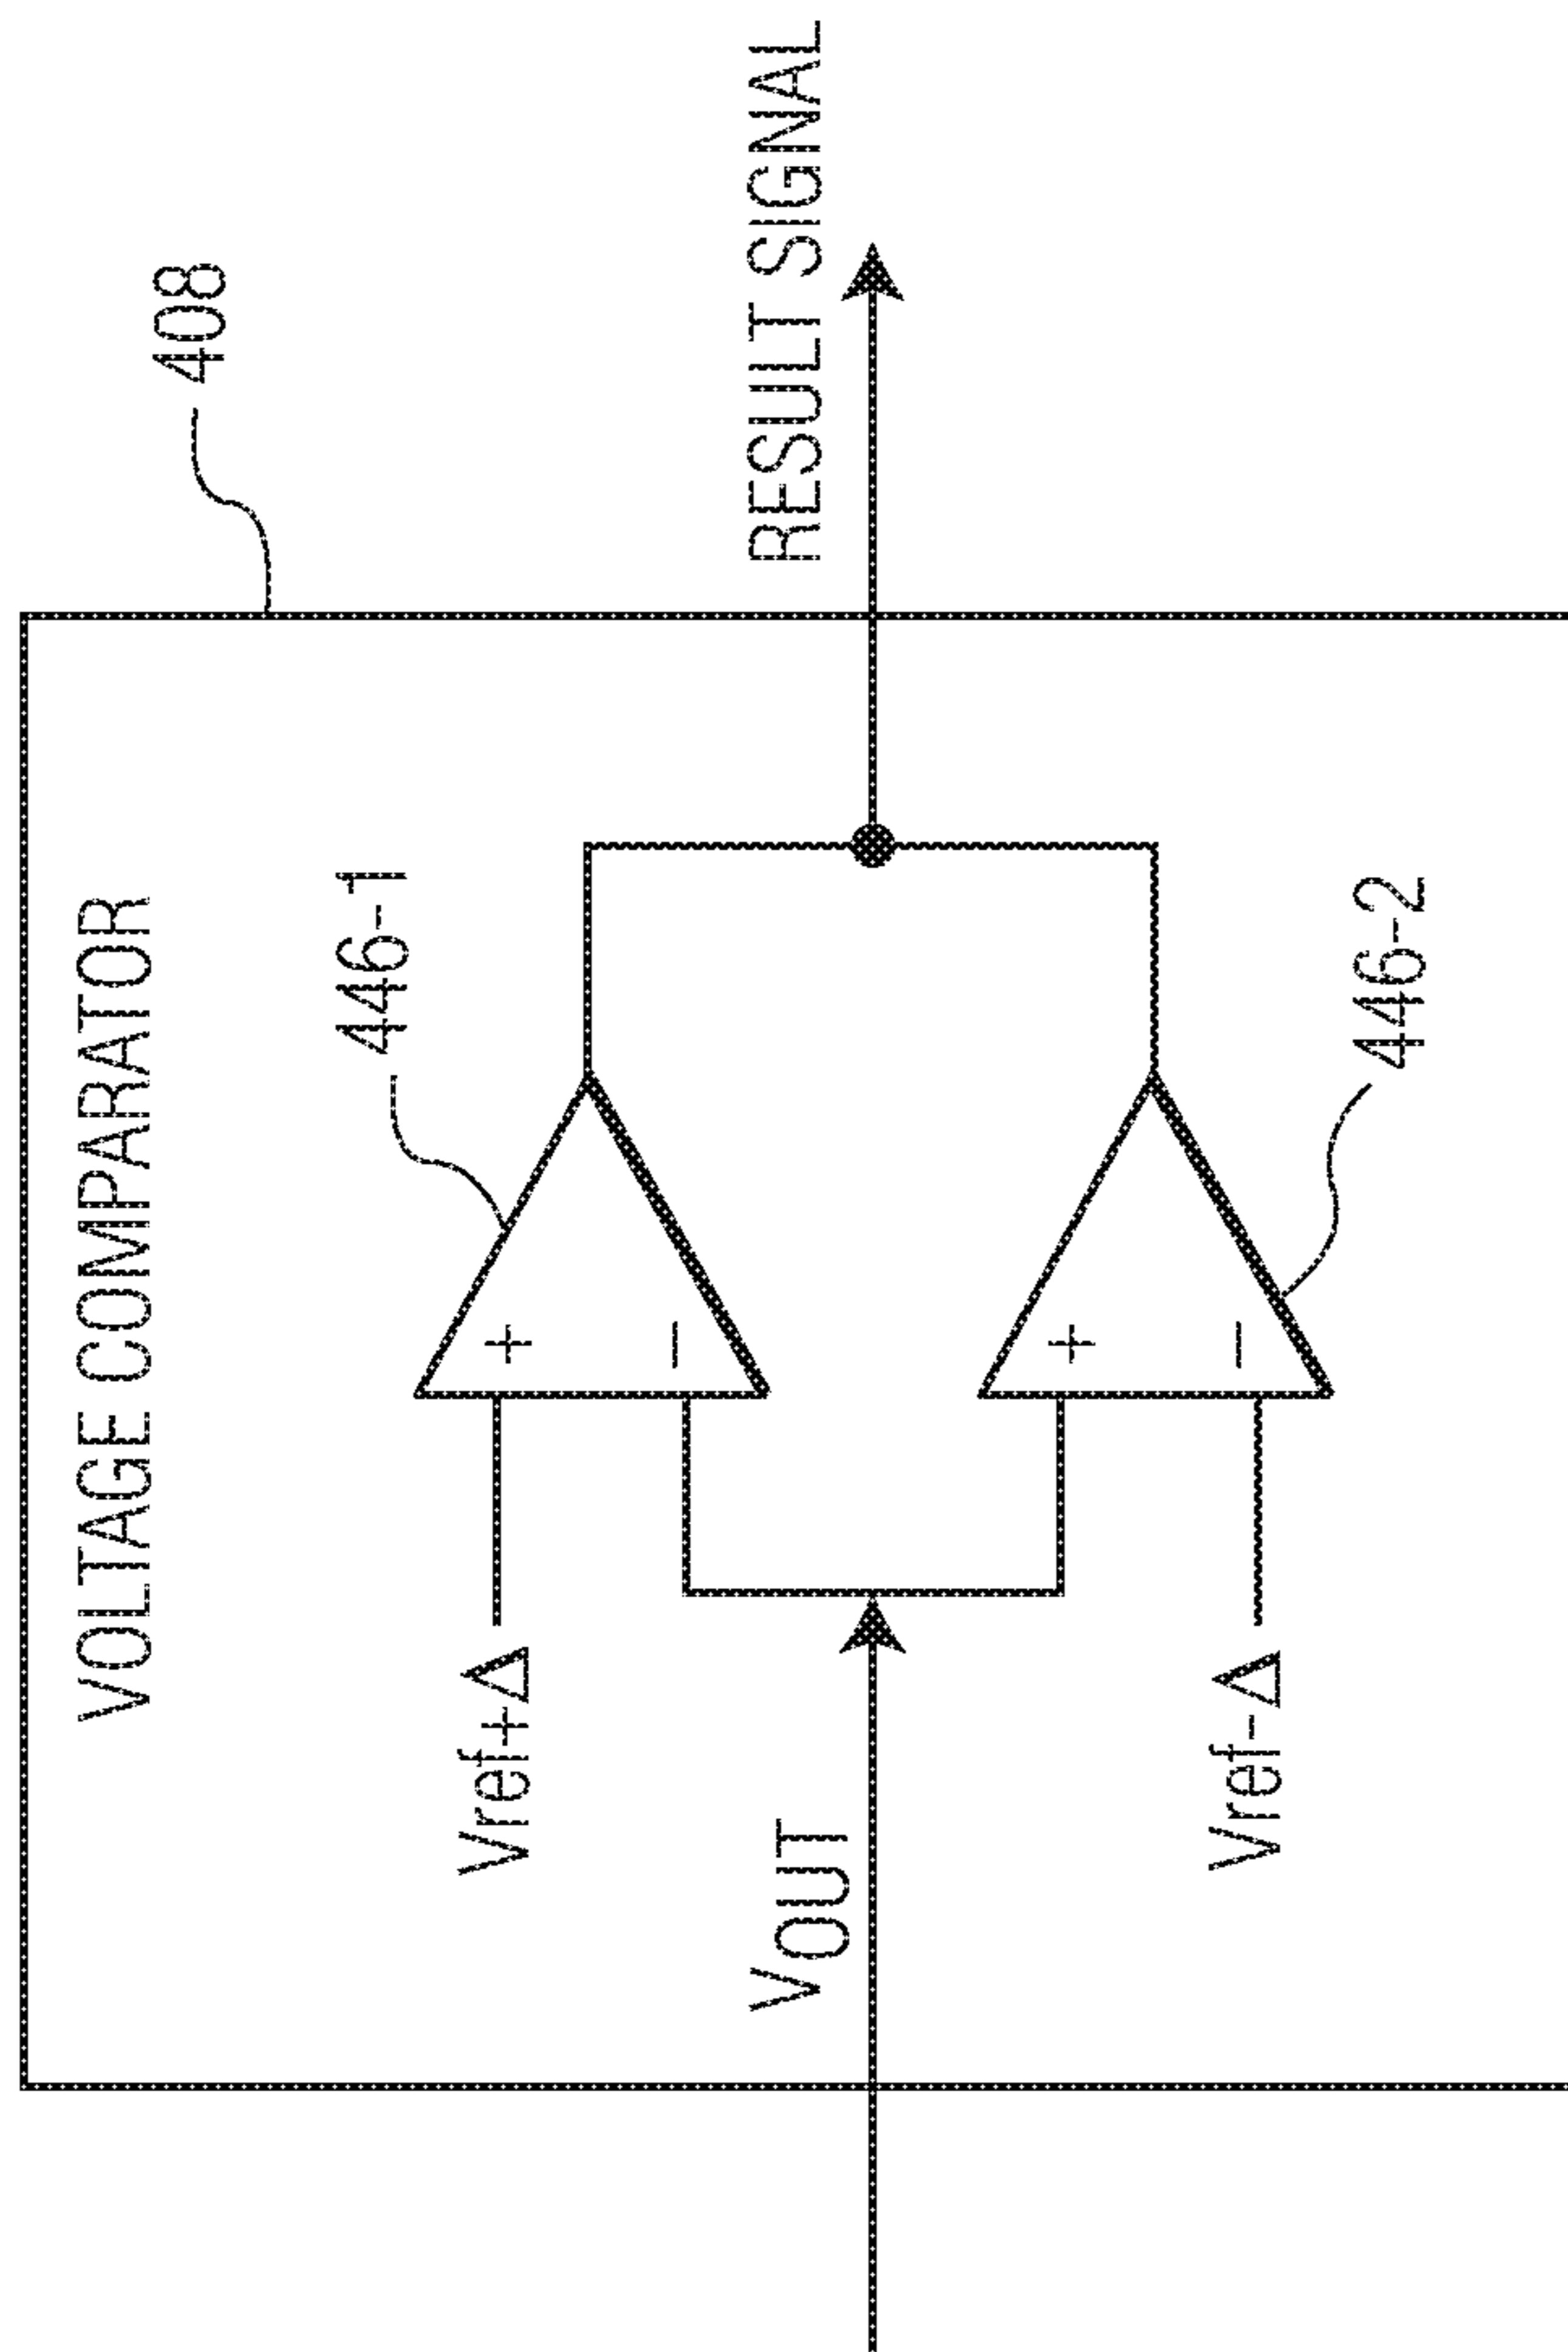 VOLTAGE COMPARATOR
408
446-1
Vref+Δ
+
−
VOUT
RESULT SIGNAL
+
−
Vref-Δ
446-2